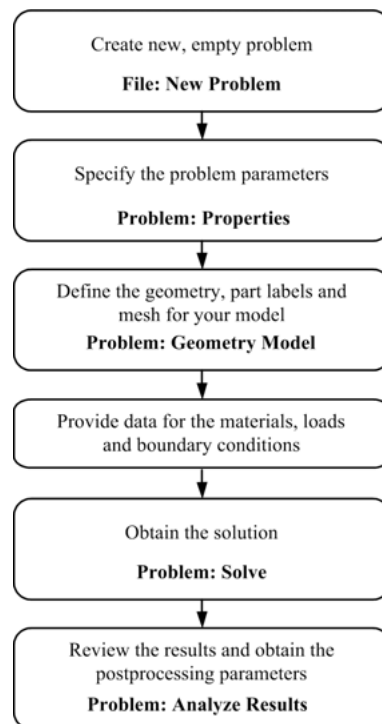 Create new, empty problem
File: New Problem
Specify the problem parameters
Problem: Properties
Define the geometry, part labels and
mesh for your model
Problem: Geometry Model
Provide data for the materials, loads
and boundary conditions
Obtain the solution
Problem: Solve
Review the results and obtain the
postprocessing parameters
Problem: Analyze Results